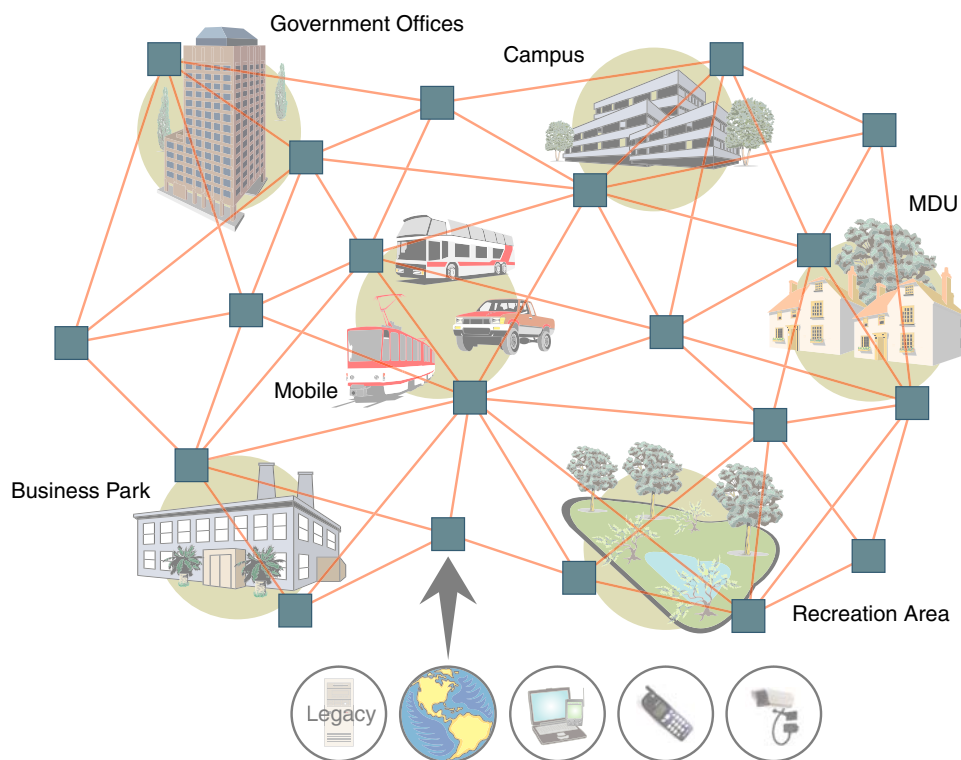 Government Offices
Campus
MDU
Mobile
Business Park
Recreation Area
Legacy